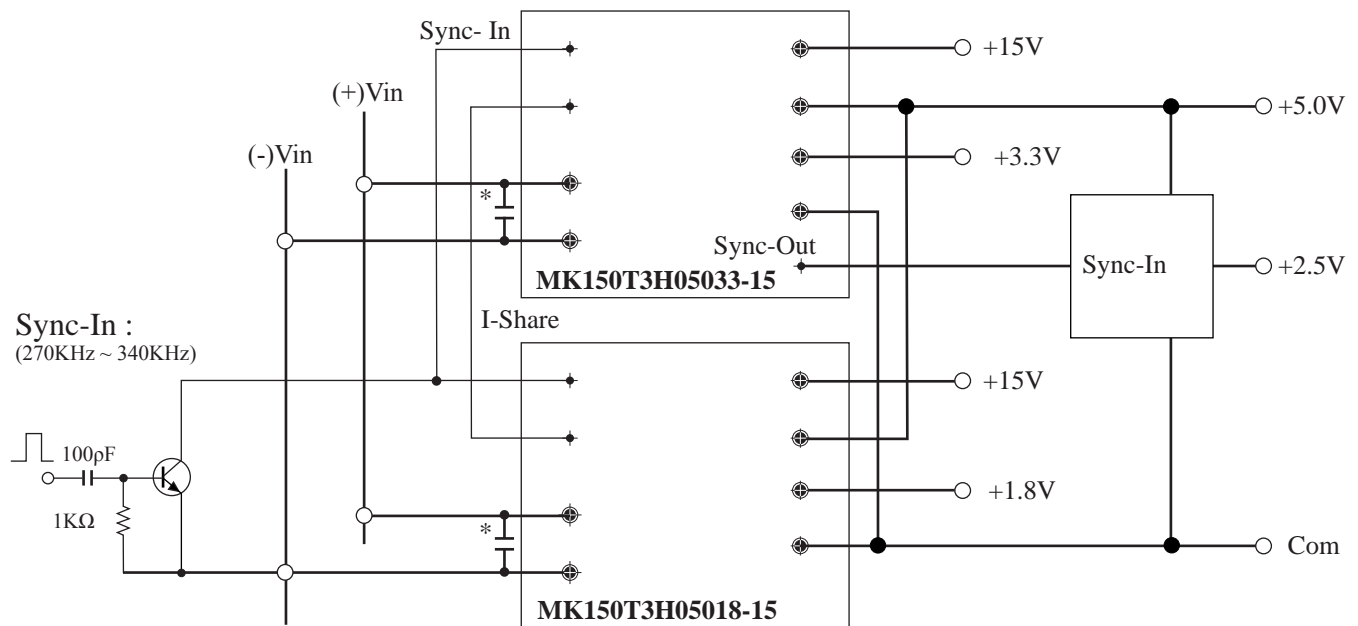 Sync- In
+15V
(+)Vin
+5.0V
(-)Vin
+3.3V
*
Sync-Out
Sync-In
+2.5V
MK150T3H05033-15
I-Share
Sync-In :
(270KHz ~ 340KHz)
+15V
100ρF
+1.8V
1KΩ
*
Com
MK150T3H05018-15